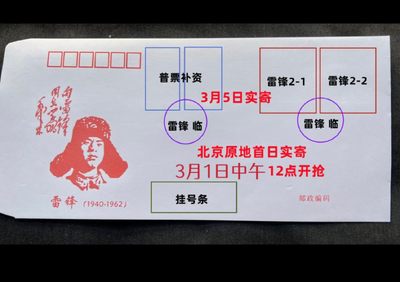 向雷锋
同志学习
毛泽东
普票补资
雷锋2-1
雷锋2-2
3月5日实寄
雷锋 临
雷锋 临
北京原地首日实寄
3月1日中午12点开抢
挂号条
雷锋 (1940-1962)
邮政编码